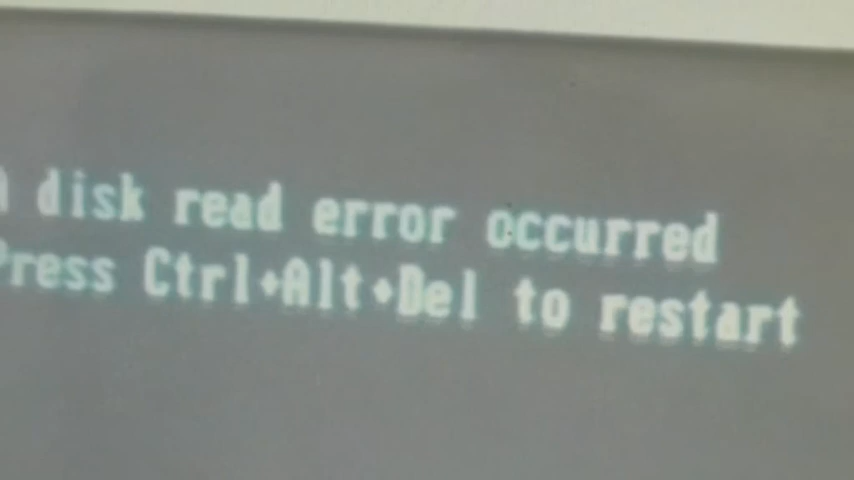 A disk read error occurred
Press Ctrl+Alt+Del to restart